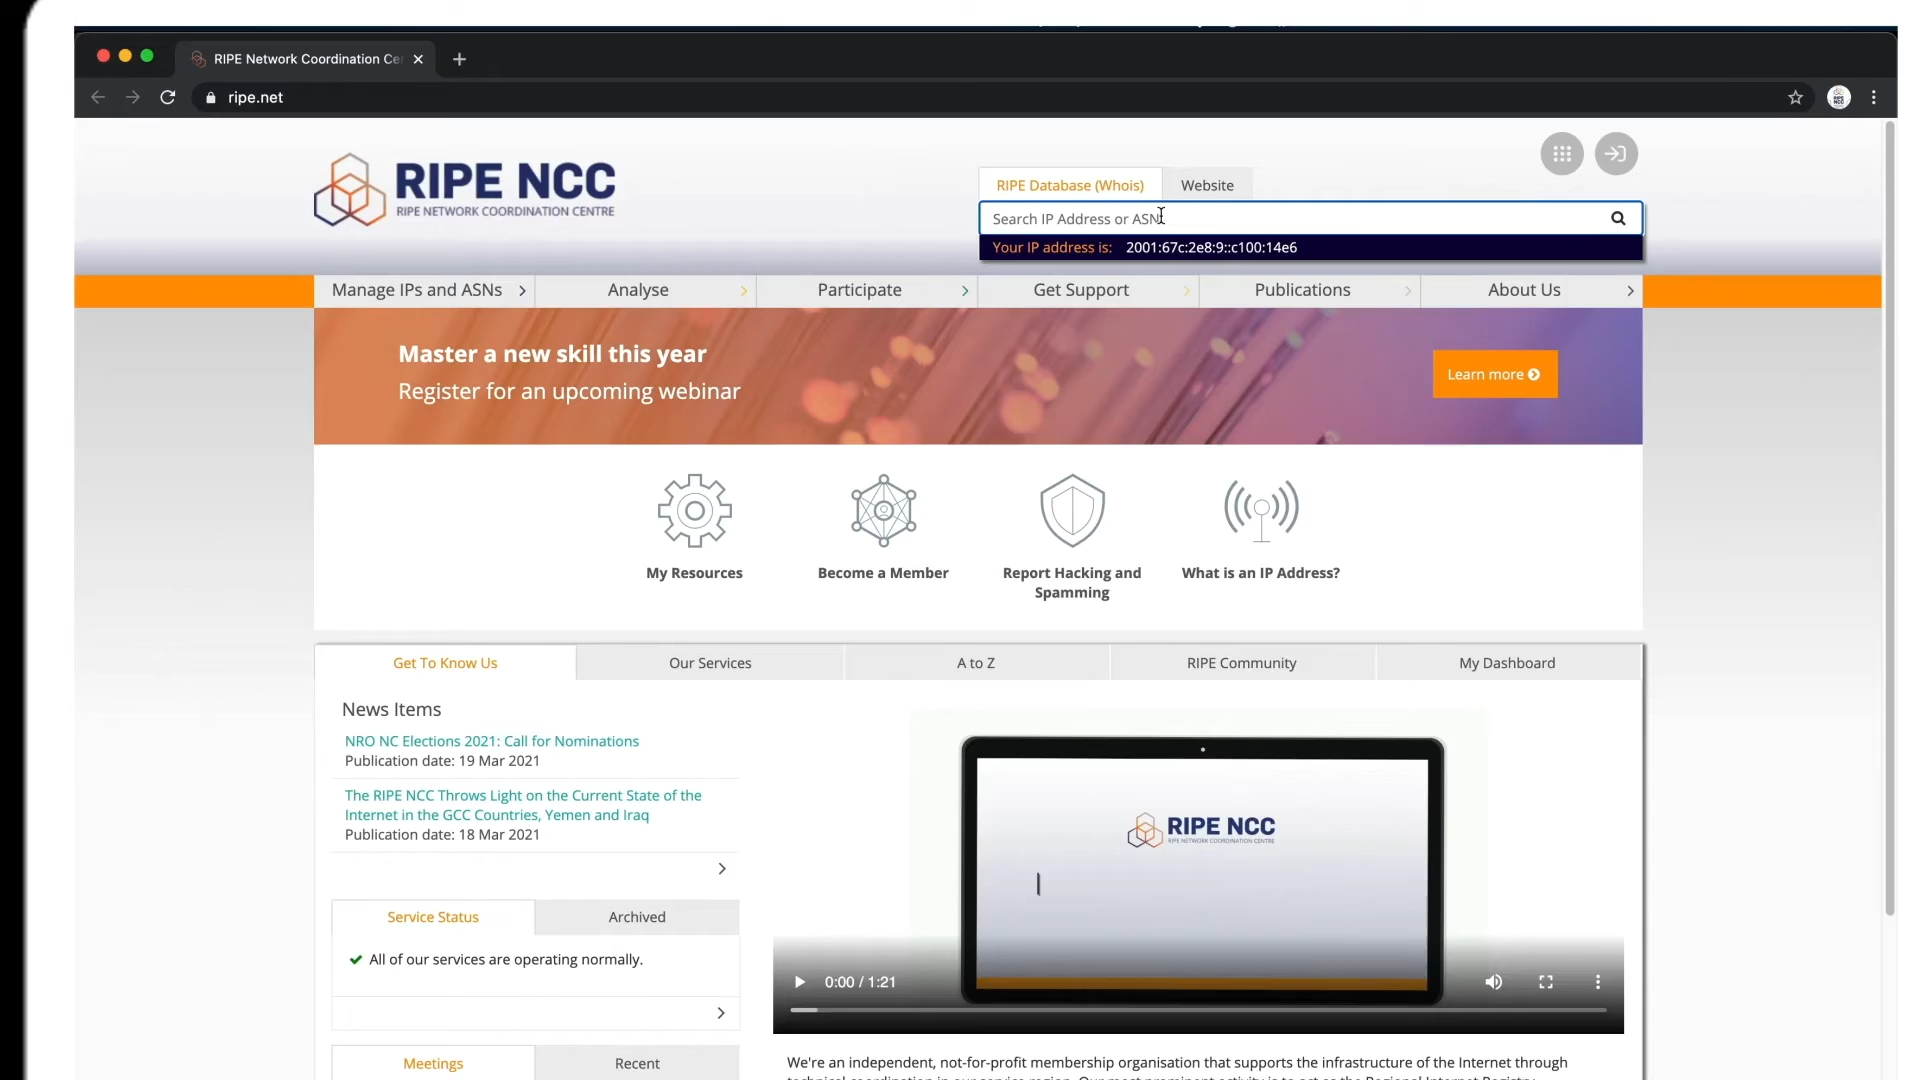 RIPE Network Coordination Ce
ripe.net
RIPE NCC
RIPE NETWORK COORDINATION CENTRE
RIPE Database (Whois)
Website
Search IP Address or ASN
Your IP address is: 2001:67c:2e8:9::c100:14e6
Manage IPs and ASNs
Analyse
Participate
Get Support
Publications
About Us
Master a new skill this year
Register for an upcoming webinar
Learn more
My Resources
Become a Member
Report Hacking and
Spamming
What is an IP Address?
Get To Know Us
Our Services
A to Z
RIPE Community
My Dashboard
News Items
NRO NC Elections 2021: Call for Nominations
Publication date: 19 Mar 2021
The RIPE NCC Throws Light on the Current State of the
Internet in the GCC Countries, Yemen and Iraq
Publication date: 18 Mar 2021
Service Status
Archived
All of our services are operating normally.
Meetings
Recent
RIPE NCC
RIPE NETWORK COORDINATION CENTRE
0:00 / 1:21
We're an independent, not-for-profit membership organisation that supports the infrastructure of the Internet through